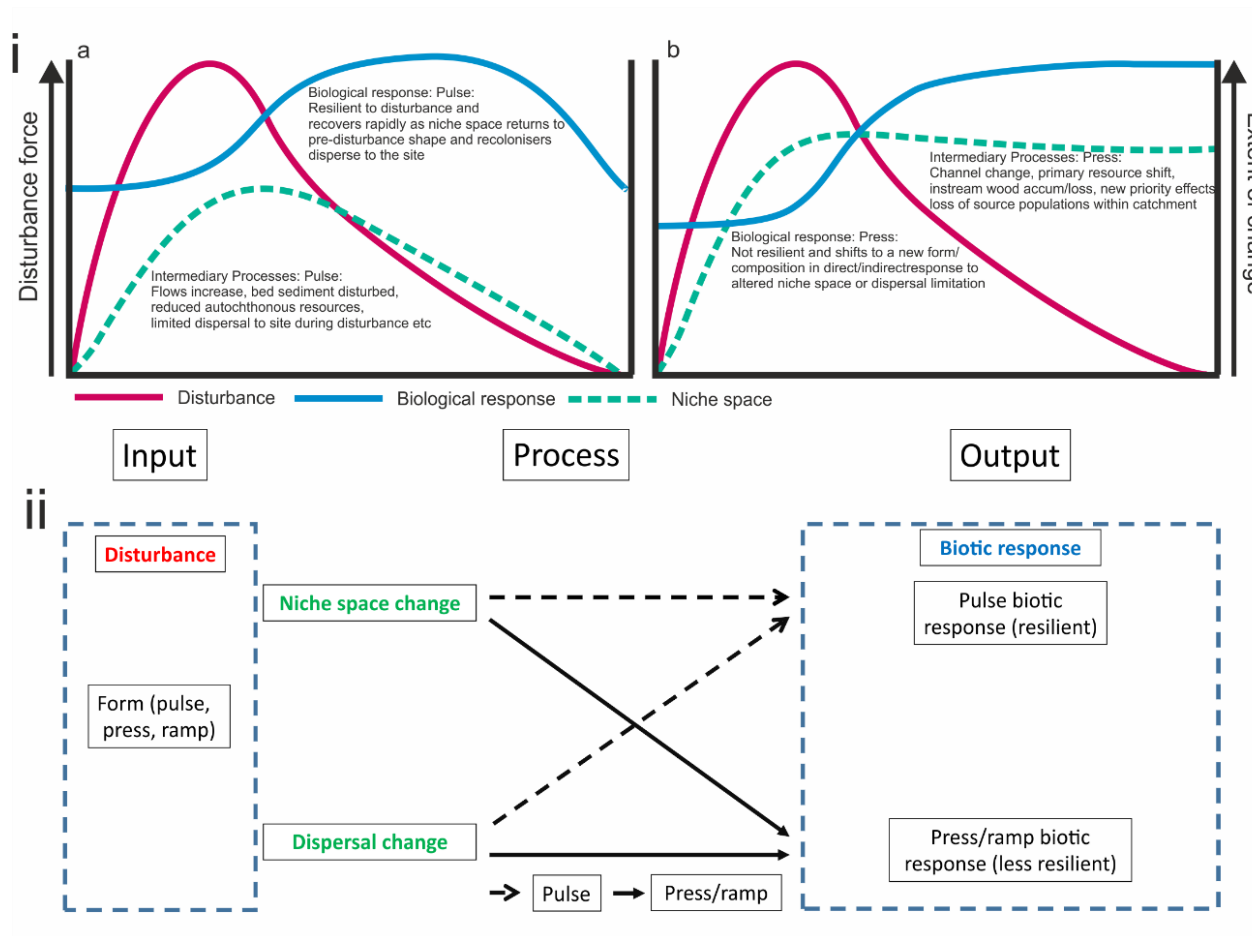 i
a
b
Disturbance force
Biological response: Pulse:
Resilient to disturbance and
recovers rapidly as niche space returns to
pre-disturbance shape and recolonisers
disperse to the site
Intermediary Processes: Pulse:
Flows increase, bed sediment disturbed,
reduced autochthonous resources,
limited dispersal to site during disturbance etc
Intermediary Processes: Press:
Channel change, primary resource shift,
instream wood accum/loss, new priority effects
loss of source populations within catchment
Biological response: Press:
Not resilient and shifts to a new form/
composition in direct/indirectresponse to
altered niche space or dispersal limitation
Extent of change
Disturbance
Biological response
Niche space
Input
Process
Output
ii
Disturbance
Form (pulse,
press, ramp)
Niche space change
Dispersal change
Pulse
Press/ramp
Biotic response
Pulse biotic
response (resilient)
Press/ramp biotic
response (less resilient)